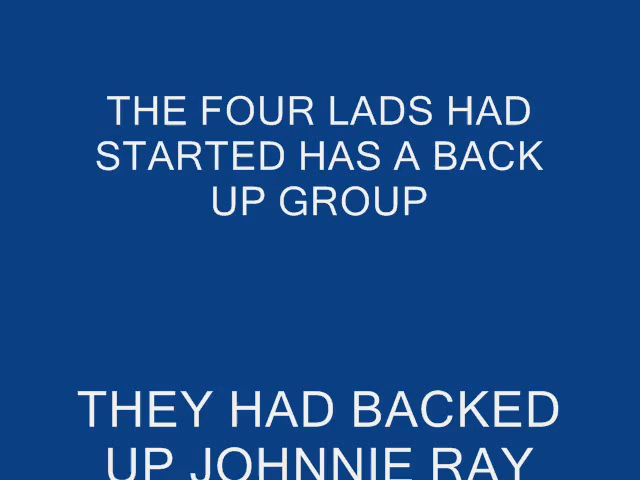 THE FOUR LADS HAD
STARTED HAS A BACK
UP GROUP
THEY HAD BACKED
UP JOHNNIE RAY